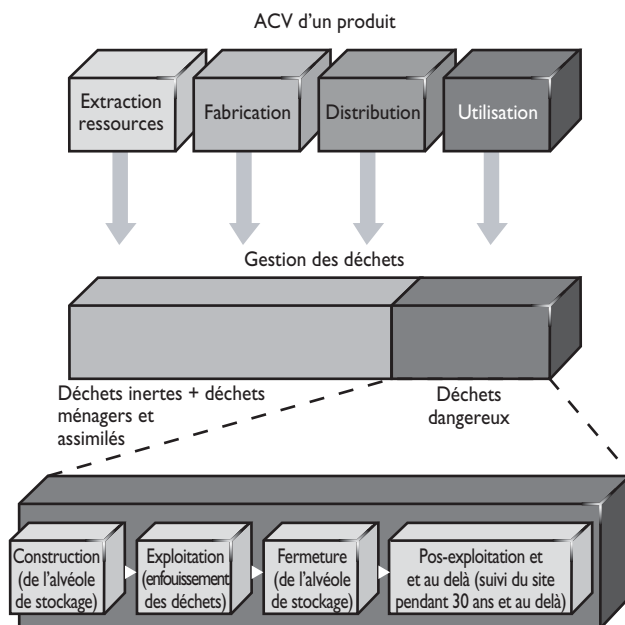 ACV d'un produit
Extraction
ressources
Fabrication
Distribution
Utilisation
Gestion des déchets
Déchets inertes + déchets
ménagers et
assimilés
Déchets
dangereux
Construction
(de l'alvéole
de stockage)
Exploitation
(enfouissement
des déchets)
Fermeture
(de l'alvéole
de stockage)
Pos-exploitation et
et au delà (suivi du site
pendant 30 ans et au delà)